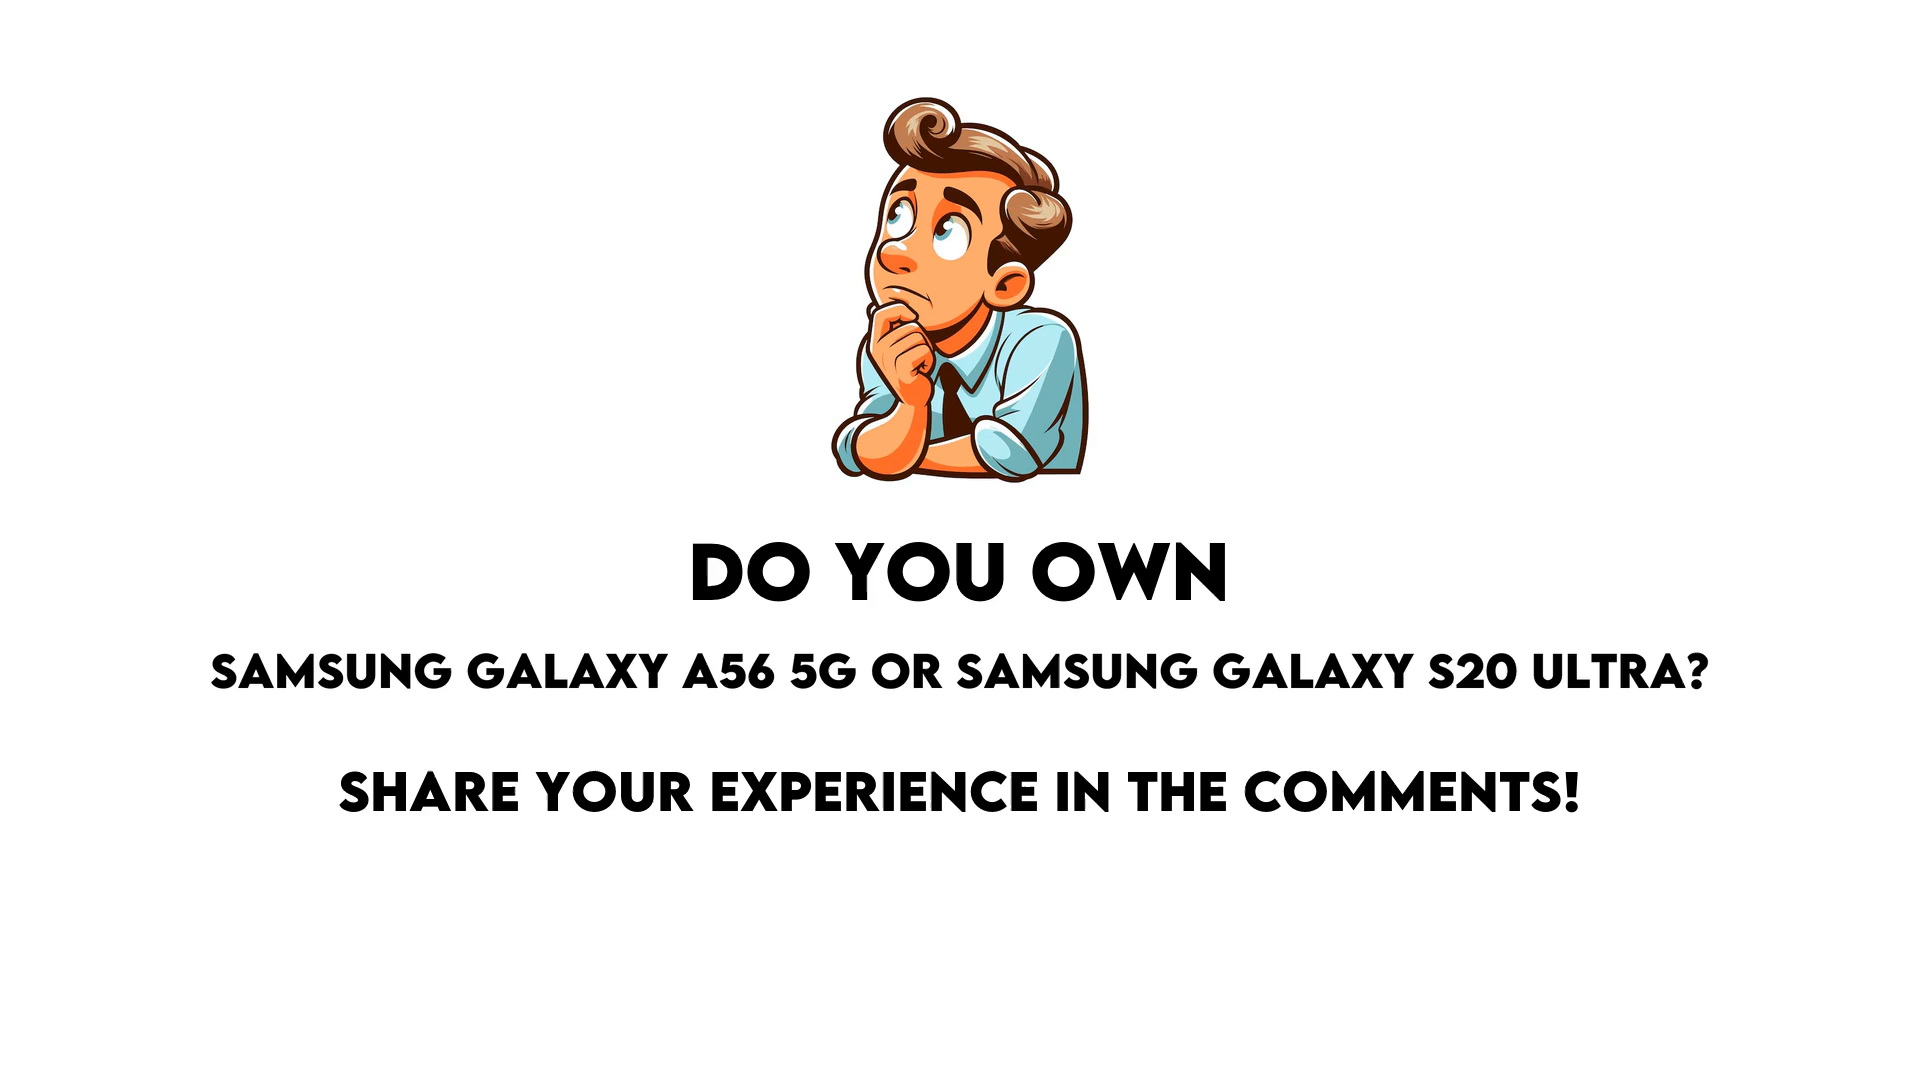 DO YOU OWN
SAMSUNG GALAXY A56 5G OR SAMSUNG GALAXY S20 ULTRA?
SHARE YOUR EXPERIENCE IN THE COMMENTS!